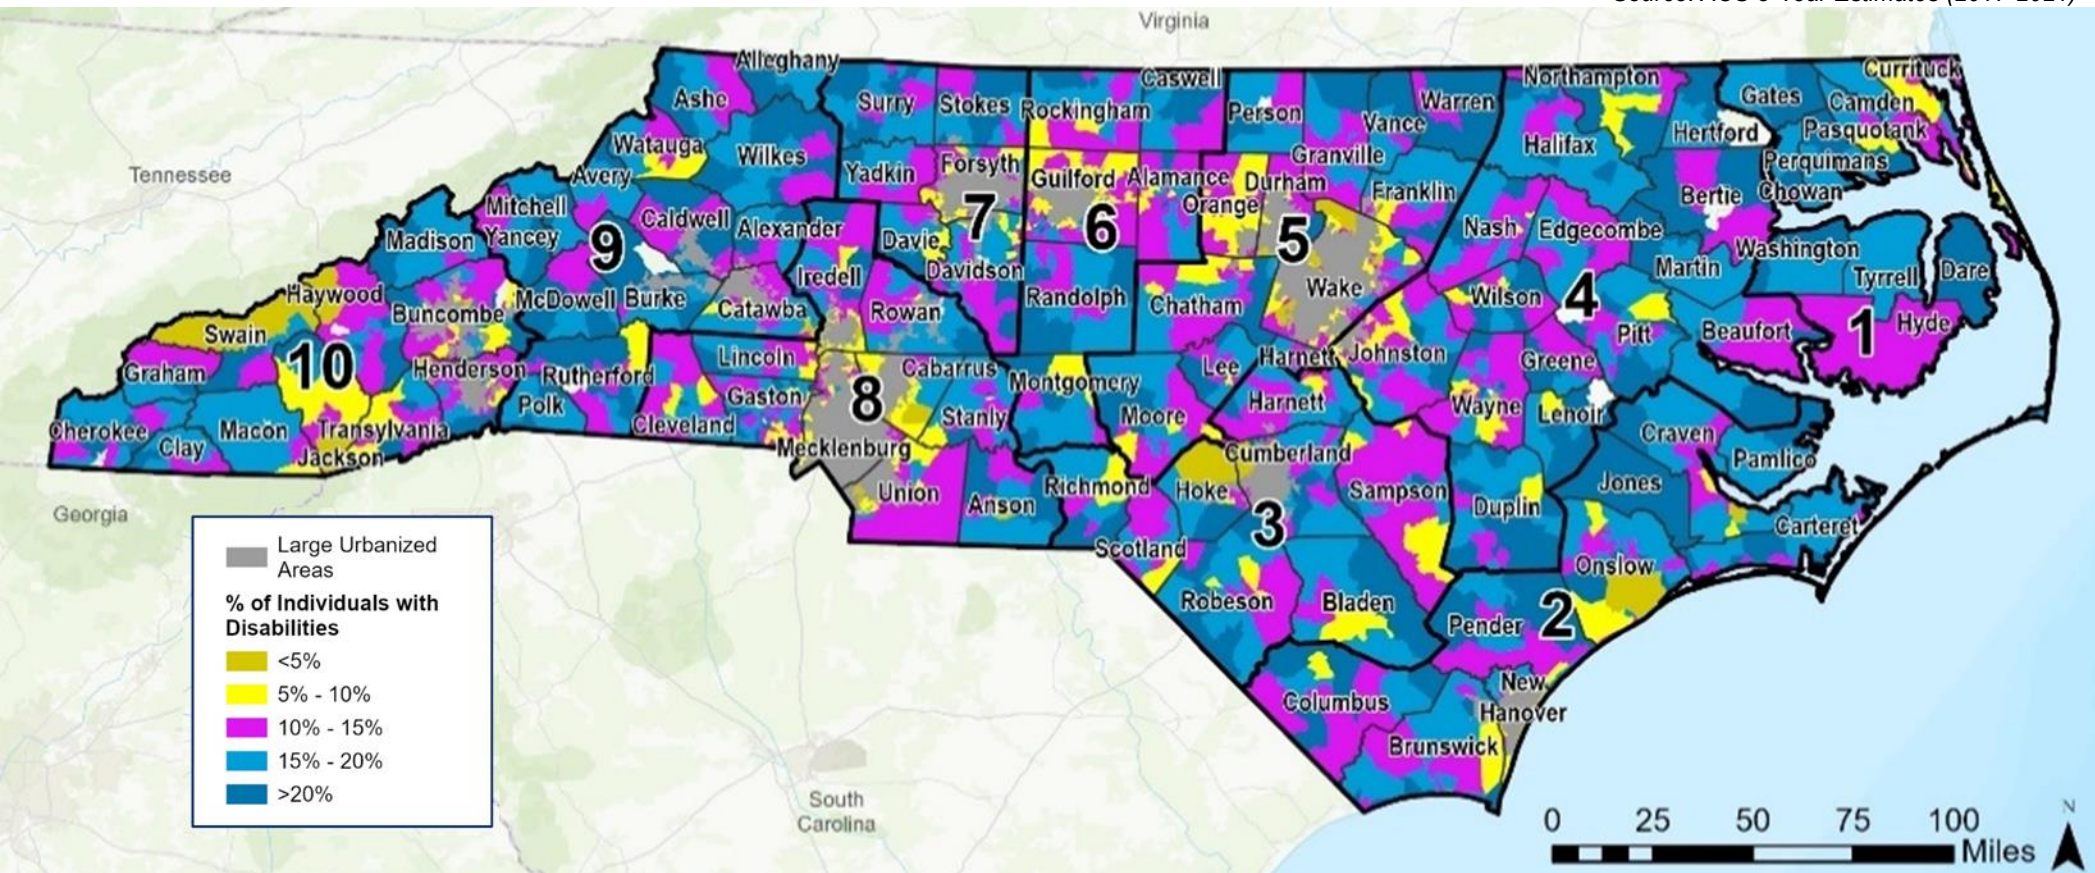 Virginia
Tennessee
Georgia
South
Carolina
Alleghany
Ashe
Surry
Stokes
Rockingham
Caswell
Person
Vance
Warren
Northampton
Gates
Currituck
Camden
Pasquotank
Hertford
Halifax
Perquimans
Chowan
Bertie
Watauga
Wilkes
Avery
Yadkin
Forsyth
Guilford
Alamance
Orange
Durham
Granville
Franklin
Nash
Edgecombe
Martin
Washington
Tyrrell
Dare
Mitchell
Yancey
Madison
Caldwell
Alexander
Davie
Iredell
Davidson
Randolph
Chatham
Wake
Wilson
Pitt
Beaufort
Hyde
Haywood
Buncombe
McDowell
Burke
Catawba
Rowan
Swain
Graham
Henderson
Rutherford
Polk
Lincoln
Gaston
Cleveland
Cabarrus
Stanly
Montgomery
Moore
Lee
Harnett
Johnston
Harnett
Greene
Wayne
Lenoir
Craven
Pamlico
Cherokee
Clay
Macon
Transylvania
Jackson
Mecklenburg
Union
Anson
Richmond
Hoke
Cumberland
Sampson
Duplin
Jones
Carteret
Scotland
Robeson
Bladen
Onslow
Pender
New
Hanover
Columbus
Brunswick
1
2
3
4
5
6
7
8
9
10
Large Urbanized
Areas
% of Individuals with
Disabilities
<5%
5% - 10%
10% - 15%
15% - 20%
>20%
0 25 50 75 100
Miles
N